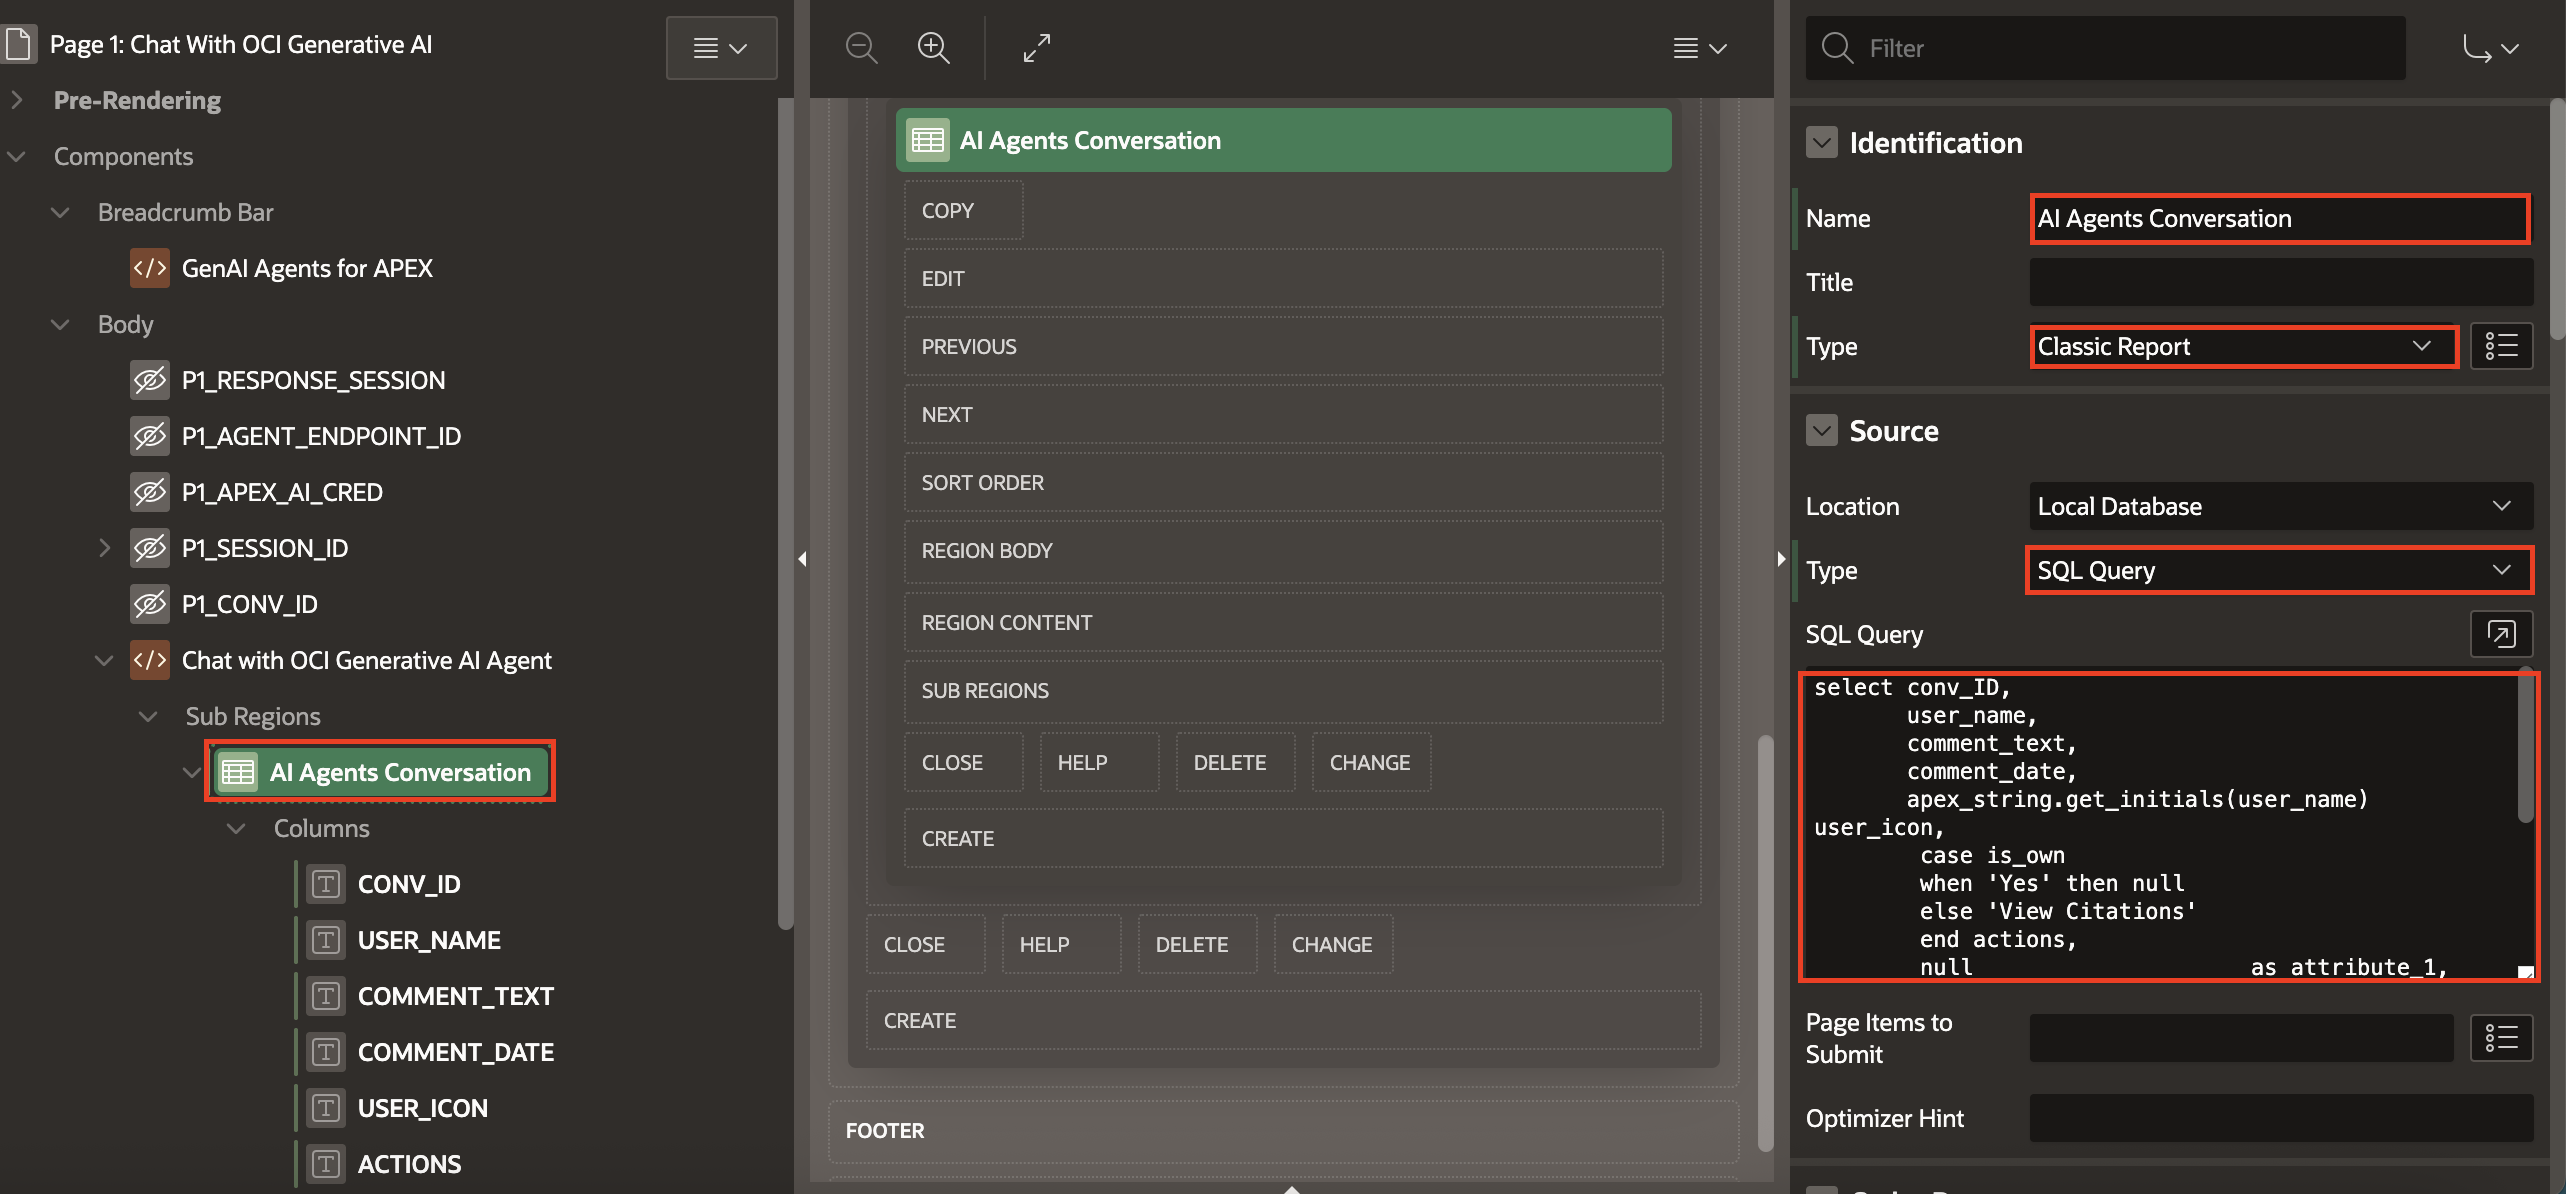 Page 1: Chat With OCI Generative AI
Pre-Rendering
Components
Breadcrumb Bar
GenAI Agents for APEX
Body
P1_RESPONSE_SESSION
P1_AGENT_ENDPOINT_ID
P1_APEX_AI_CRED
P1_SESSION_ID
P1_CONV_ID
Chat with OCI Generative AI Agent
Sub Regions
AI Agents Conversation
Columns
CONV_ID
USER_NAME
COMMENT_TEXT
COMMENT_DATE
USER_ICON
ACTIONS
AI Agents Conversation
COPY
EDIT
PREVIOUS
NEXT
SORT ORDER
REGION BODY
REGION CONTENT
SUB REGIONS
CLOSE HELP DELETE CHANGE
CREATE
CLOSE HELP DELETE CHANGE
CREATE
FOOTER
Filter
Identification
Name AI Agents Conversation
Title
Type Classic Report
Source
Location Local Database
Type SQL Query
SQL Query
select conv_ID,
user_name,
comment_text,
comment_date,
apex_string.get_initials(user_name)
user_icon,
case is_own
when 'Yes' then null
else 'View Citations'
end actions,
null as attribute_1,
Page Items to
Submit
Optimizer Hint